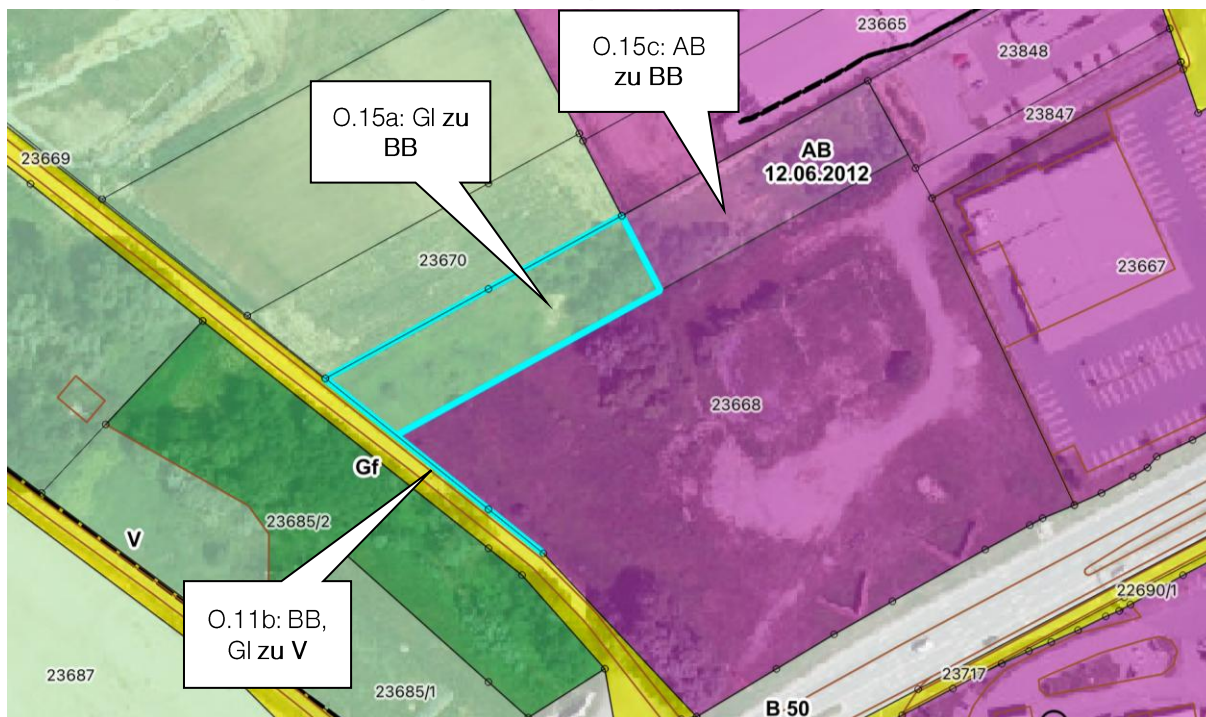 23665
O.15c: AB
zu BB
23848
O.15a: Gl zu
BB
23847
23669
AB
12.06.2012
23670
23667
23668
Gf
23685/2
V
O.11b: BB,
Gl zu V
22690/1
23687
23685/1
23717
B 50